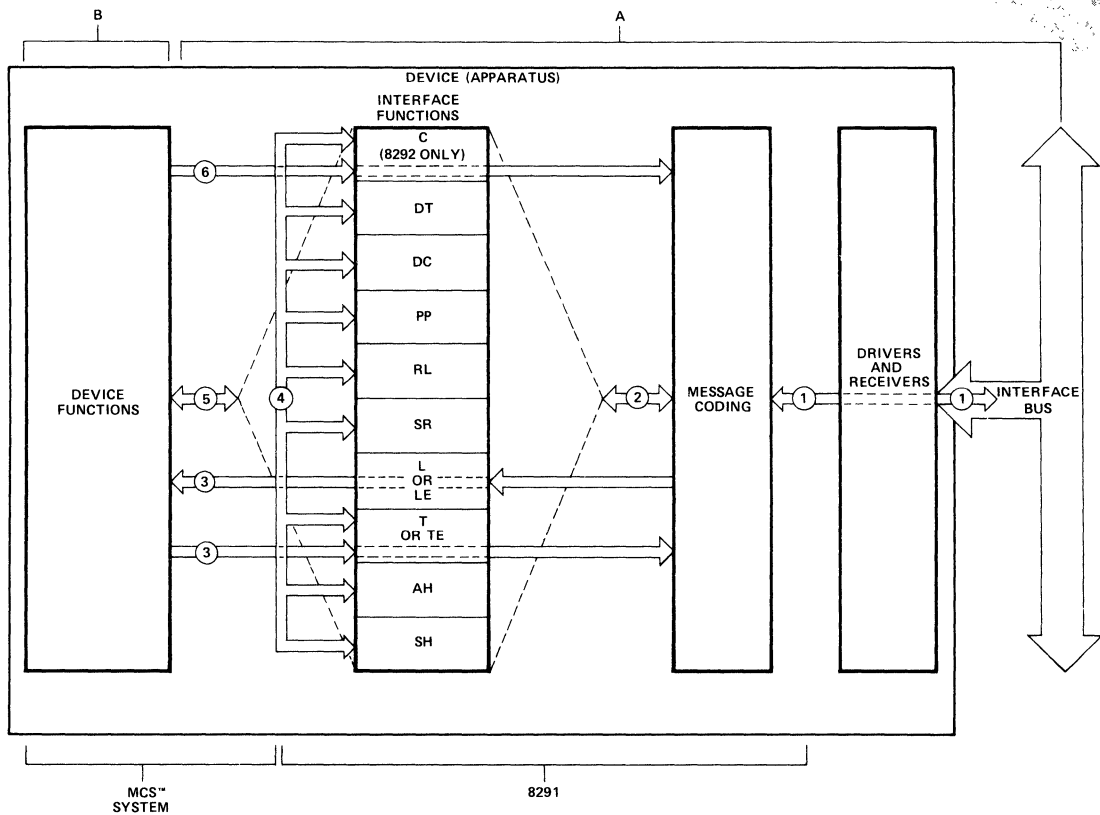 B
A
DEVICE (APPARATUS)
INTERFACE
FUNCTIONS
C
(8292 ONLY)
6
DT
DC
PP
RL
SR
L
OR
LE
T
OR TE
AH
SH
DEVICE
FUNCTIONS
5
4
3
3
2
MESSAGE
CODING
1
DRIVERS
AND
RECEIVERS
1
INTERFACE
BUS
MCS™
SYSTEM
8291